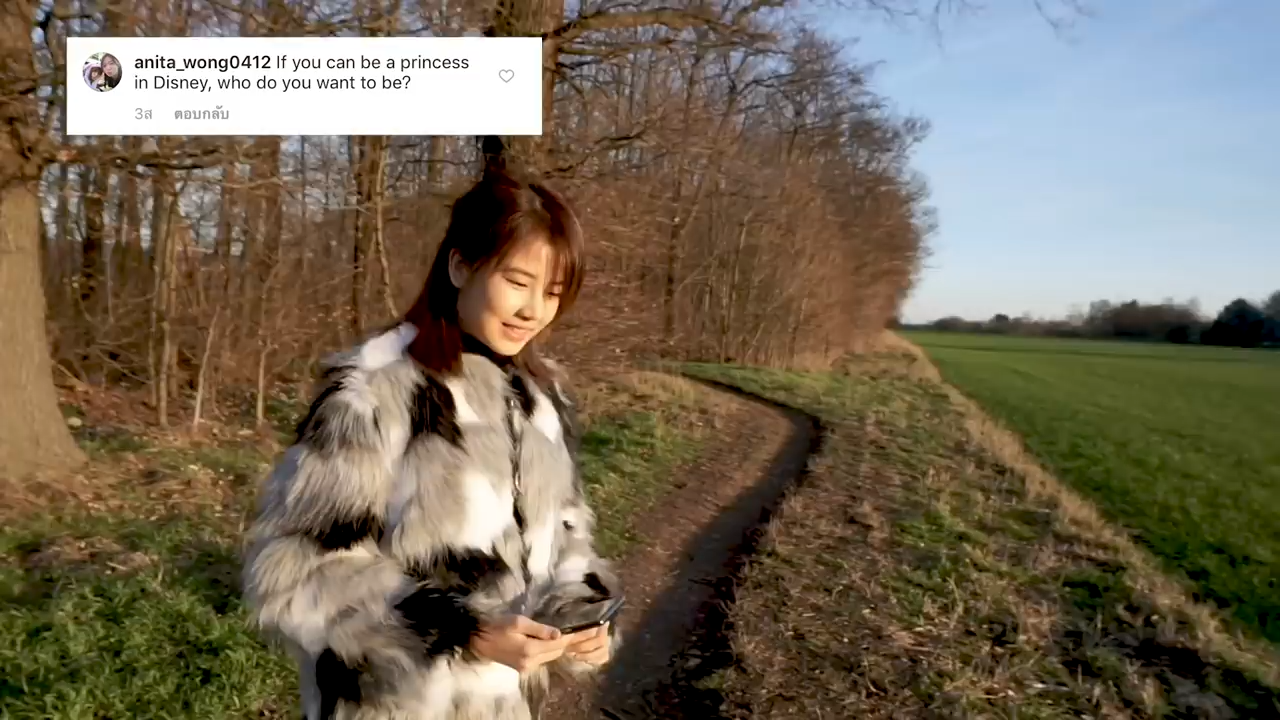 anita_wong0412 If you can be a princess
in Disney, who do you want to be?
3ส ตอบกลับ